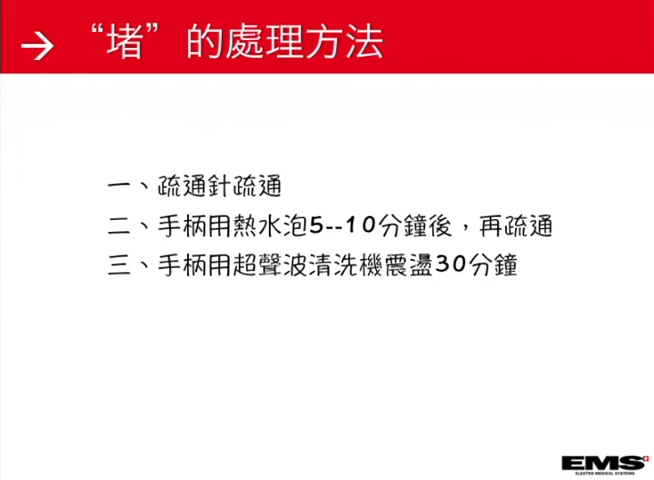 → “堵”的處理方法
一、疏通針疏通
二、手柄用熱水泡5--10分鐘後，再疏通
三、手柄用超聲波清洗機震盪30分鐘
EMS+
ELECTRO MEDICAL SYSTEMS